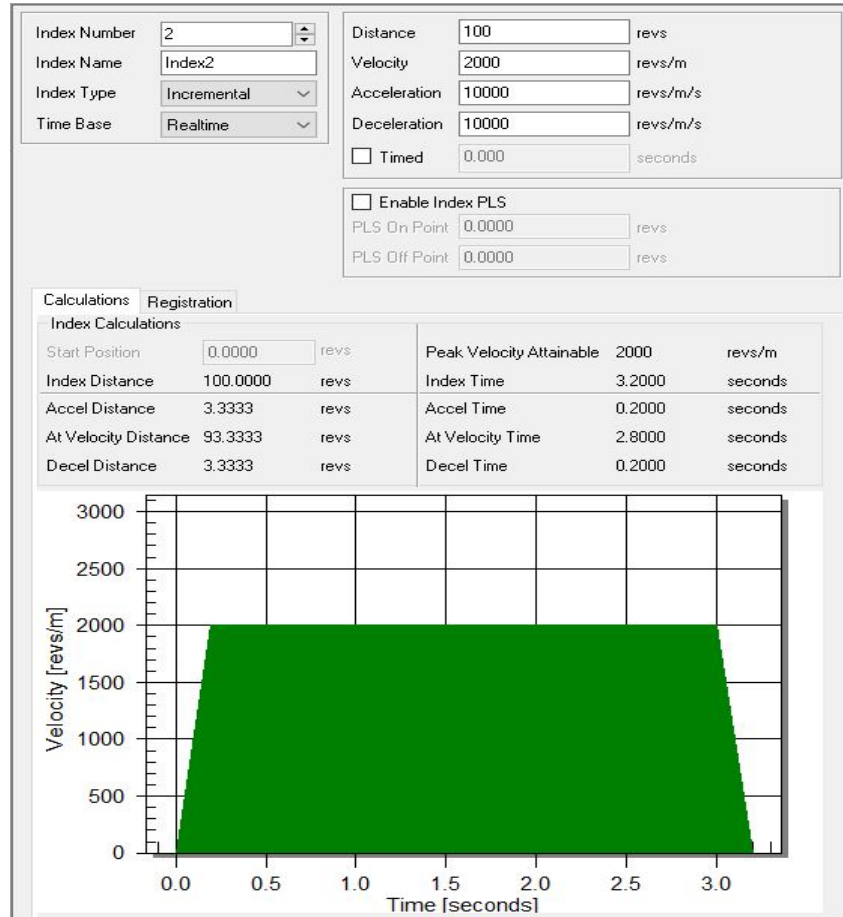 Index Number 2
Index Name Index2
Index Type Incremental
Time Base Realtime
Distance 100 revs
Velocity 2000 revs/m
Acceleration 10000 revs/m/s
Deceleration 10000 revs/m/s
Timed 0.000 seconds
Enable Index PLS
PLS On Point 0.0000 revs
PLS Off Point 0.0000 revs
Calculations Registration
Index Calculations
Start Position 0.0000 revs
Index Distance 100.0000 revs
Accel Distance 3.3333 revs
At Velocity Distance 93.3333 revs
Decel Distance 3.3333 revs
Peak Velocity Attainable 2000 revs/m
Index Time 3.2000 seconds
Accel Time 0.2000 seconds
At Velocity Time 2.8000 seconds
Decel Time 0.2000 seconds
Velocity [revs/m]
3000
2500
2000
1500
1000
500
0
0.0 0.5 1.0 1.5 2.0 2.5 3.0
Time [seconds]